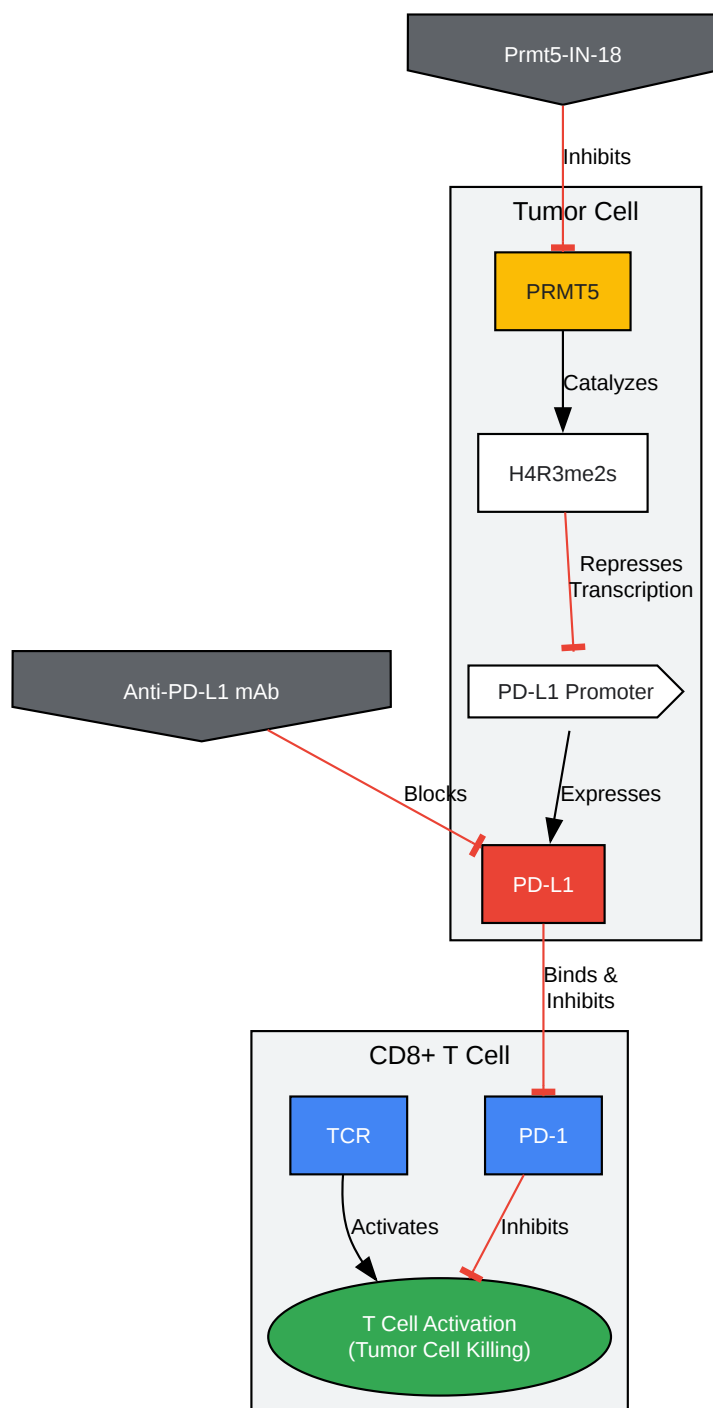 Prmt5-IN-18
Inhibits
Tumor Cell
PRMT5
Catalyzes
H4R3me2s
Represses
Transcription
Anti-PD-L1 mAb
PD-L1 Promoter
Blocks
Expresses
PD-L1
Binds &
Inhibits
CD8+ T Cell
TCR
PD-1
Activates
Inhibits
T Cell Activation
(Tumor Cell Killing)